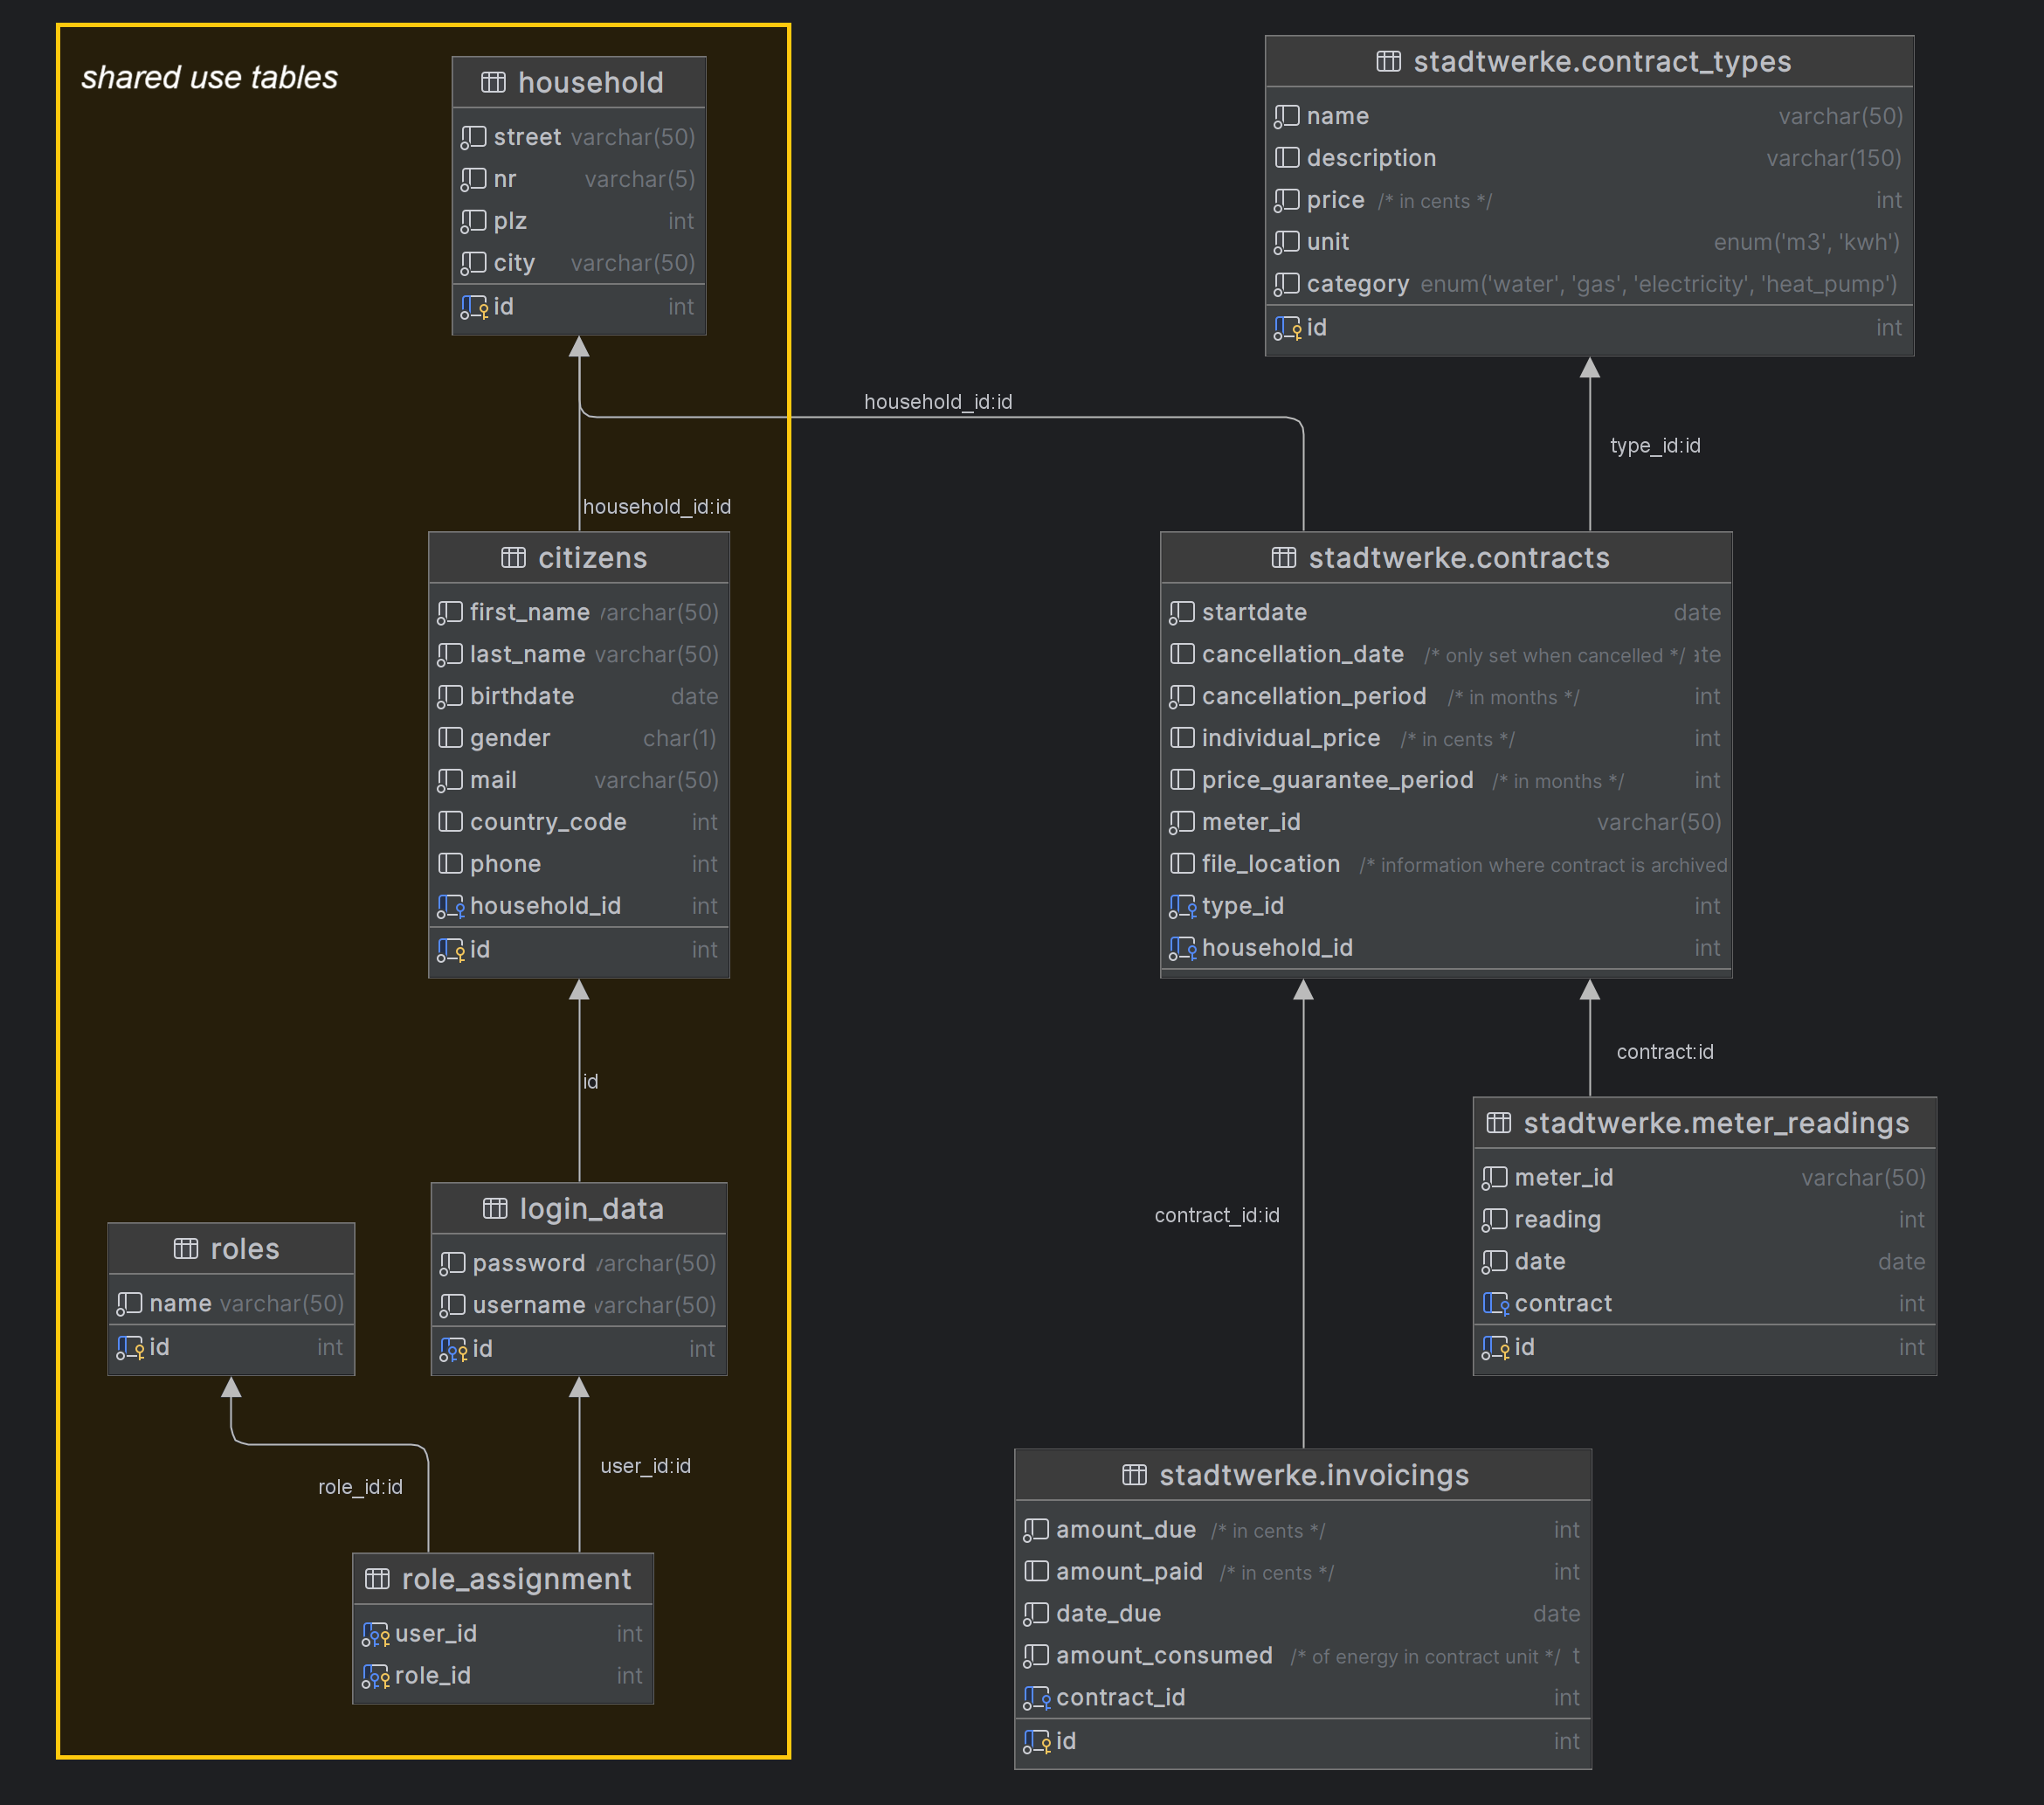 shared use tables
household
street varchar(50)
nr varchar(5)
plz int
city varchar(50)
id int
household_id:id
household_id:id
citizens
first_name varchar(50)
last_name varchar(50)
birthdate date
gender char(1)
mail varchar(50)
country_code int
phone int
household_id int
id int
id
login_data
password varchar(50)
username varchar(50)
id int
roles
name varchar(50)
id int
role_id:id
user_id:id
role_assignment
user_id int
role_id int
stadtwerke.contract_types
name varchar(50)
description varchar(150)
price /* in cents */ int
unit enum('m3', 'kwh')
category enum('water', 'gas', 'electricity', 'heat_pump')
id int
type_id:id
stadtwerke.contracts
startdate date
cancellation_date /* only set when cancelled */ ate
cancellation_period /* in months */ int
individual_price /* in cents */ int
price_guarantee_period /* in months */ int
meter_id varchar(50)
file_location /* information where contract is archived
type_id int
household_id int
contract:id
contract_id:id
stadtwerke.meter_readings
meter_id varchar(50)
reading int
date date
contract int
id int
stadtwerke.invoicings
amount_due /* in cents */ int
amount_paid /* in cents */ int
date_due date
amount_consumed /* of energy in contract unit */ t
contract_id int
id int